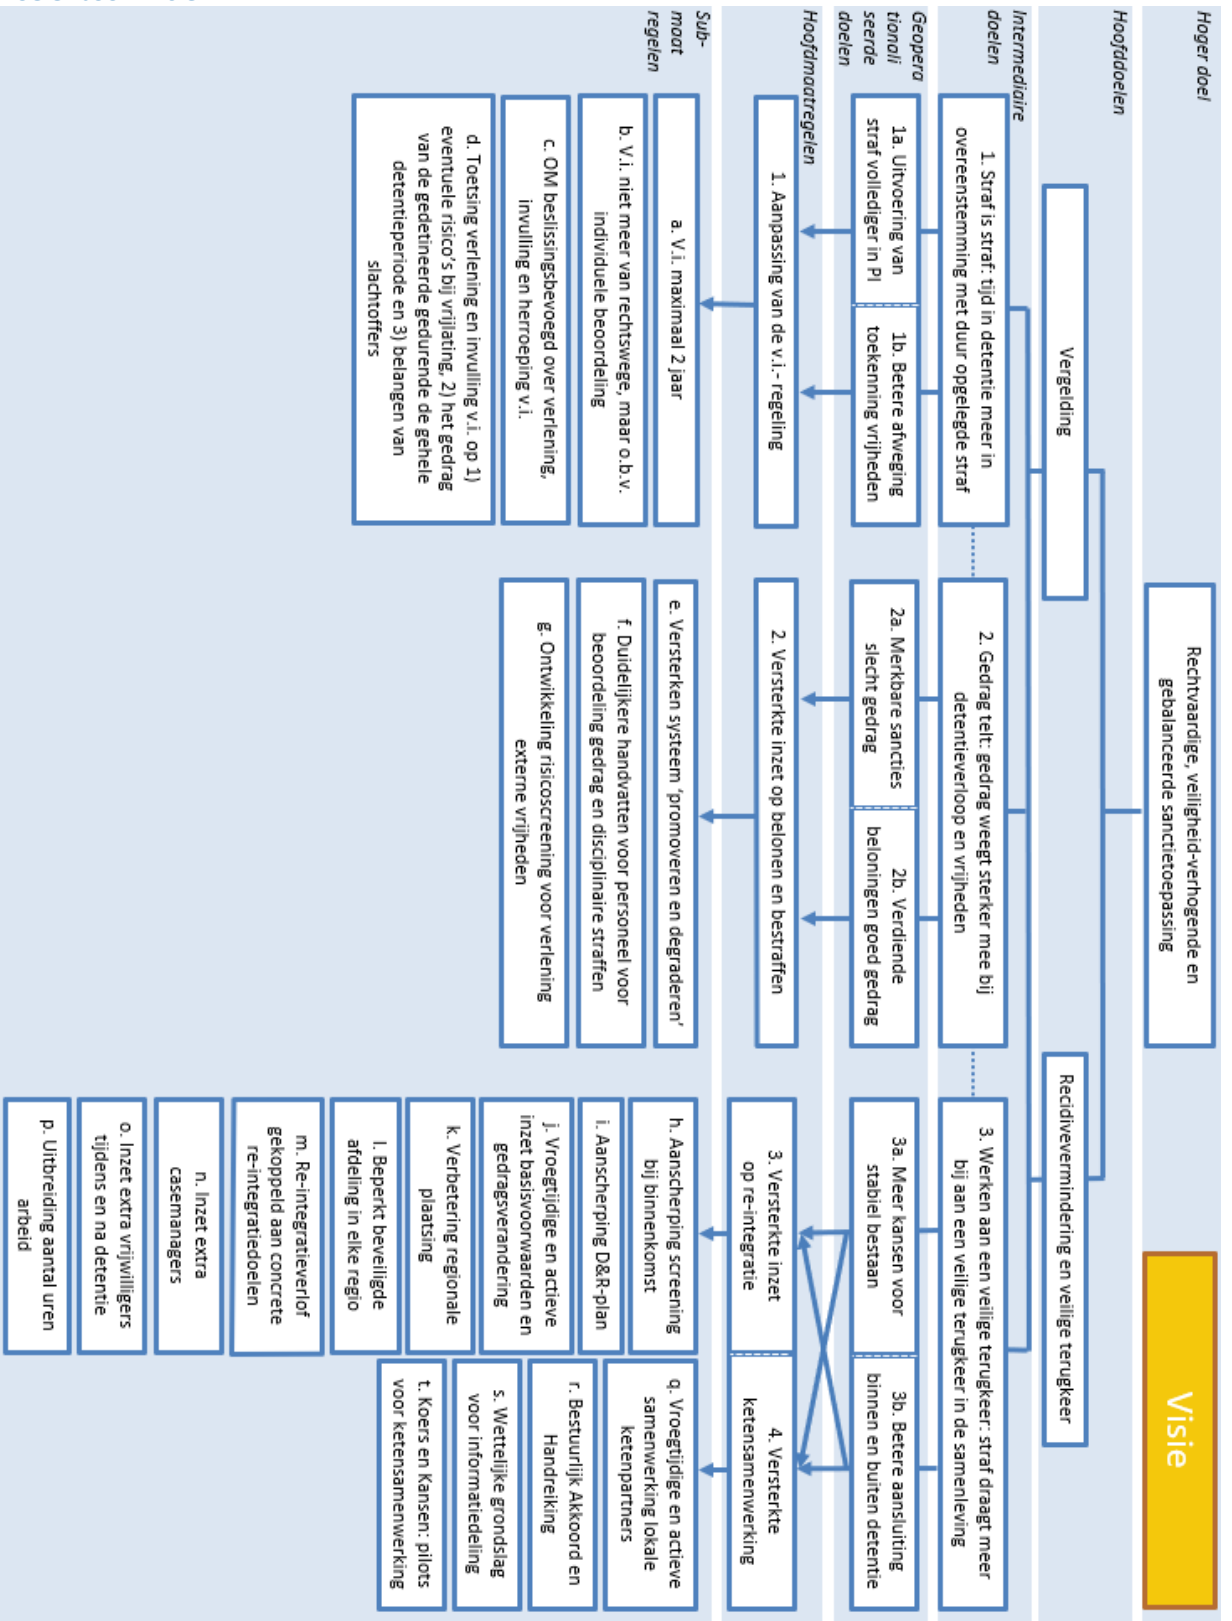 Hoger doel
Rechtvaardige, veiligheid-verhogende en
gebalanceerde sanctietoepassing
Visie
Hoofddoelen
Vergelding
Recidivevermindering en veilige terugkeer
Intermediaire
doelen
1. Straf is straf: tijd in detentie meer in
overeenstemming met duur opgelegde straf
2. Gedrag telt: gedrag weegt sterker mee bij
detentieverloop en vrijheden
3. Werken aan een veilige terugkeer: straf draagt meer
bij aan een veilige terugkeer in de samenleving
Geopera
tionali
seerde
doelen
1a. Uitvoering van
straf vollediger in PI
1b. Betere afweging
toekenning vrijheden
2a. Merkbare sancties
slecht gedrag
2b. Verdiende
beloningen goed gedrag
3a. Meer kansen voor
stabiel bestaan
3b. Betere aansluiting
binnen en buiten detentie
Hoofdmaatregelen
1. Aanpassing van de v.i.- regeling
2. Versterkte inzet op belonen en bestraffen
3. Versterkte inzet
op re-integratie
4. Versterkte
ketensamenwerking
Sub-
maat
regelen
a. V.i. maximaal 2 jaar
b. V.i. niet meer van rechtswege, maar o.b.v.
individuele beoordeling
c. OM beslissingsbevoegd over verlening,
invulling en herroeping v.i.
d. Toetsing verlening en invulling v.i. op 1)
eventuele risico's bij vrijlating, 2) het gedrag
van de gedetineerde gedurende de gehele
detentieperiode en 3) belangen van
slachtoffers
e. Versterken systeem 'promoveren en degraderen'
f. Duidelijkere handvatten voor personeel voor
beoordeling gedrag en disciplinaire straffen
g. Ontwikkeling risicoscreening voor verlening
externe vrijheden
h. Aanscherping screening
bij binnenkomst
i. Aanscherping D&R-plan
j. Vroegtijdige en actieve
inzet basisvoorwaarden en
gedragsverandering
k. Verbetering regionale
plaatsing
l. Beperkt beveiligde
afdeling in elke regio
m. Re-integratieverlof
gekoppeld aan concrete
re-integratiedoelen
n. Inzet extra
casemanagers
o. Inzet extra vrijwilligers
tijdens en na detentie
p. Uitbreiding aantal uren
arbeid
q. Vroegtijdige en actieve
samenwerking lokale
ketenpartners
r. Bestuurlijk Akkoord en
Handreiking
s. Wettelijke grondslag
voor informatiedeling
t. Koers en Kansen: pilots
voor ketensamenwerking